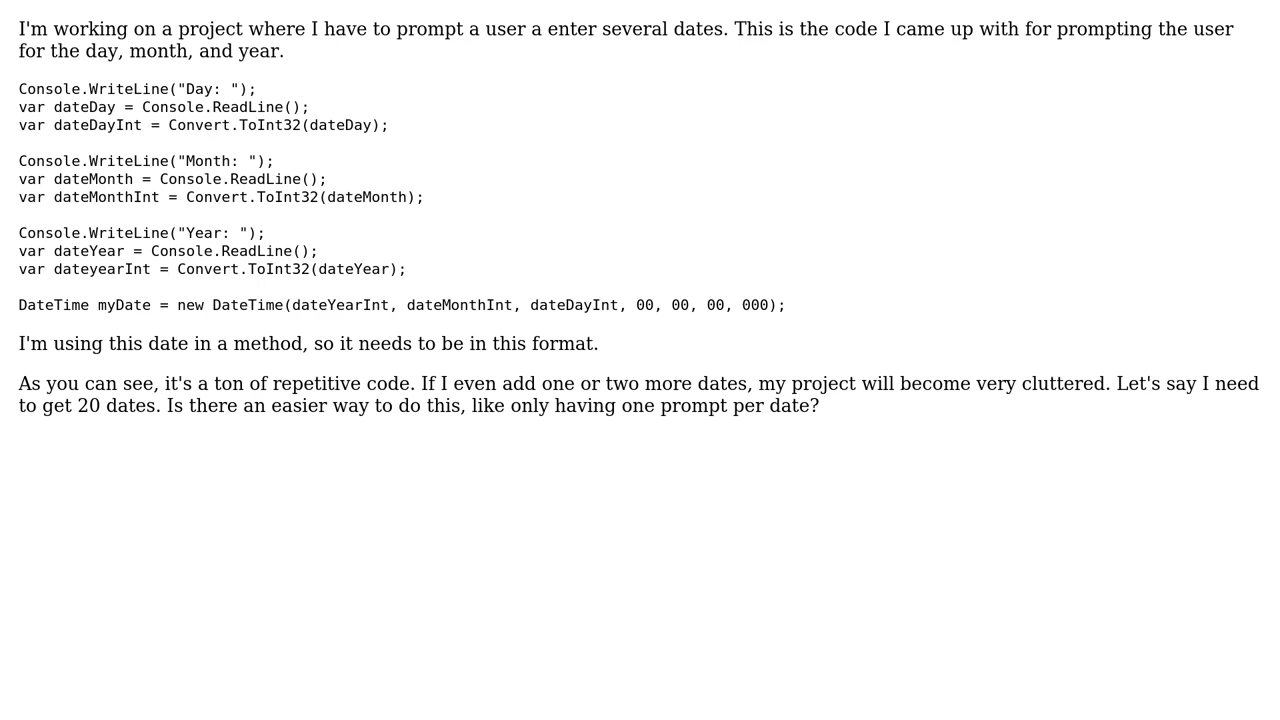 I'm working on a project where I have to prompt a user a enter several dates. This is the code I came up with for prompting the user
for the day, month, and year.
Console.WriteLine("Day: ");
var dateDay = Console.ReadLine();
var dateDayInt = Convert.ToInt32(dateDay);
Console.WriteLine("Month: ");
var dateMonth = Console.ReadLine();
var dateMonthInt = Convert.ToInt32(dateMonth);
Console.WriteLine("Year: ");
var dateYear = Console.ReadLine();
var dateyearInt = Convert.ToInt32(dateYear);
DateTime myDate = new DateTime(dateYearInt, dateMonthInt, dateDayInt, 00, 00, 00, 000);
I'm using this date in a method, so it needs to be in this format.
As you can see, it's a ton of repetitive code. If I even add one or two more dates, my project will become very cluttered. Let's say I need
to get 20 dates. Is there an easier way to do this, like only having one prompt per date?